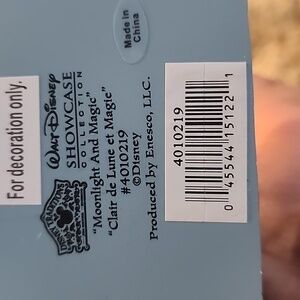 Made in
China
For decoration only.
WALT DISNEY
SHOWCASE
COLLECTION
"Moonlight And Magic"
"Clair de Lune et Magie"
#4010219
©Disney
Produced by Enesco, LLC.
4010219
0 45544 15122 1